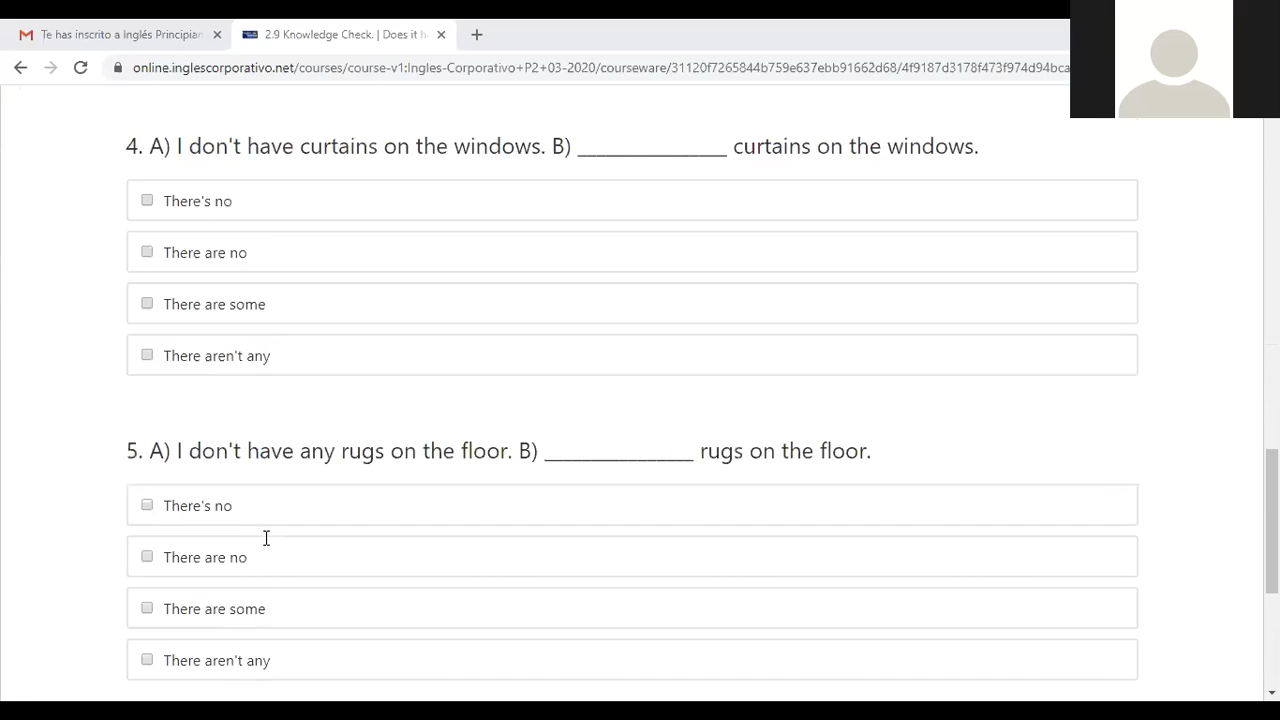 Te has inscrito a Inglés Principian
2.9 Knowledge Check. | Does it h
online.inglescorporativo.net/courses/course-v1:Ingles-Corporativo+P2+03-2020/courseware/31120f7265844b759e637ebb91662d68/4f9187d3178f473f974d94bca
4. A) I don't have curtains on the windows. B) _______________ curtains on the windows.
There's no
There are no
There are some
There aren't any
5. A) I don't have any rugs on the floor. B) _______________ rugs on the floor.
There's no
There are no
There are some
There aren't any